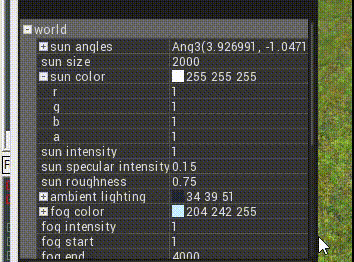 world
sun angles Ang3(3.926991, -1.0471
sun size 2000
sun color 255 255 255
r 1
g 1
b 1
a 1
sun intensity 1
sun specular intensity 0.15
sun roughness 0.75
ambient lighting 34 39 51
fog color 204 242 255
fog intensity 1
fog start 1
fog end 4000
F